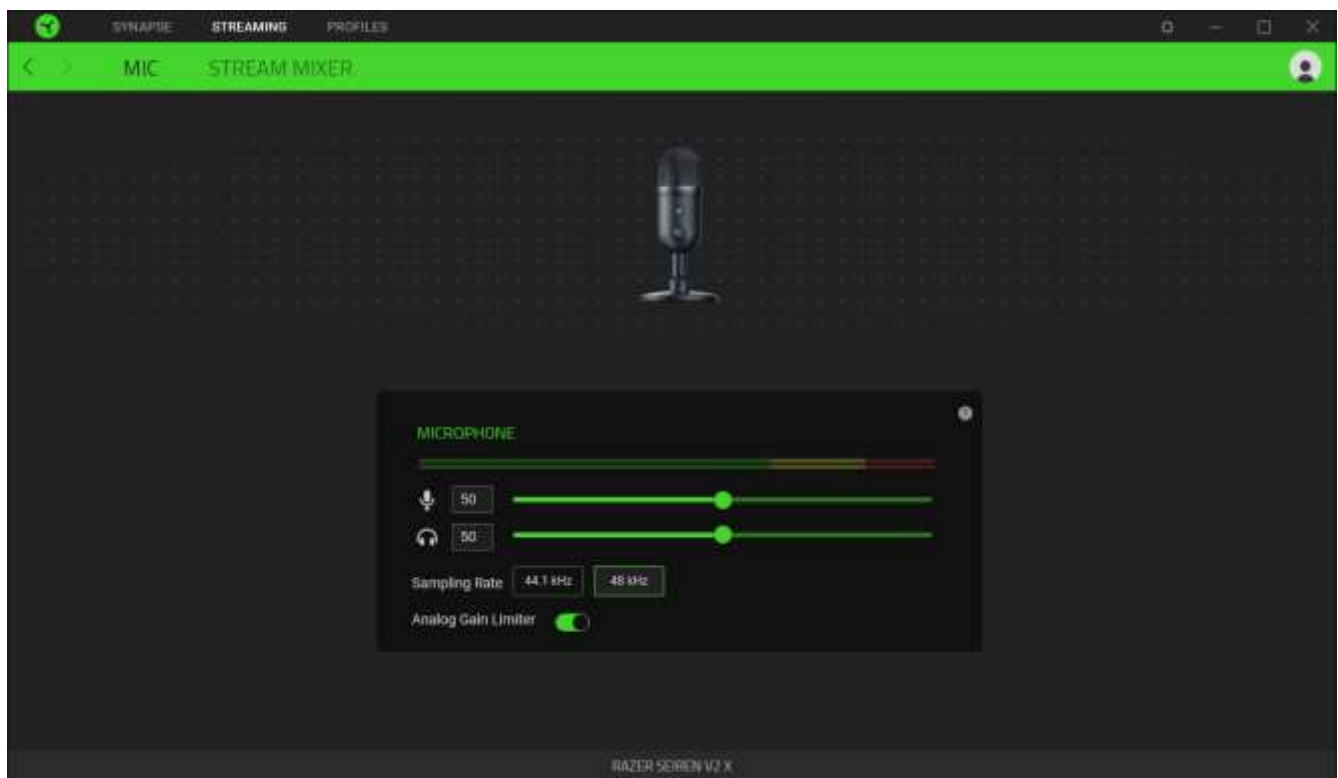 SYNAPSE STREAMING PROFILES
MIC STREAM MIXER
MICROPHONE
50
50
Sampling Rate 44.1 kHz 48 kHz
Analog Gain Limiter
RAZER SEIREN V2 X